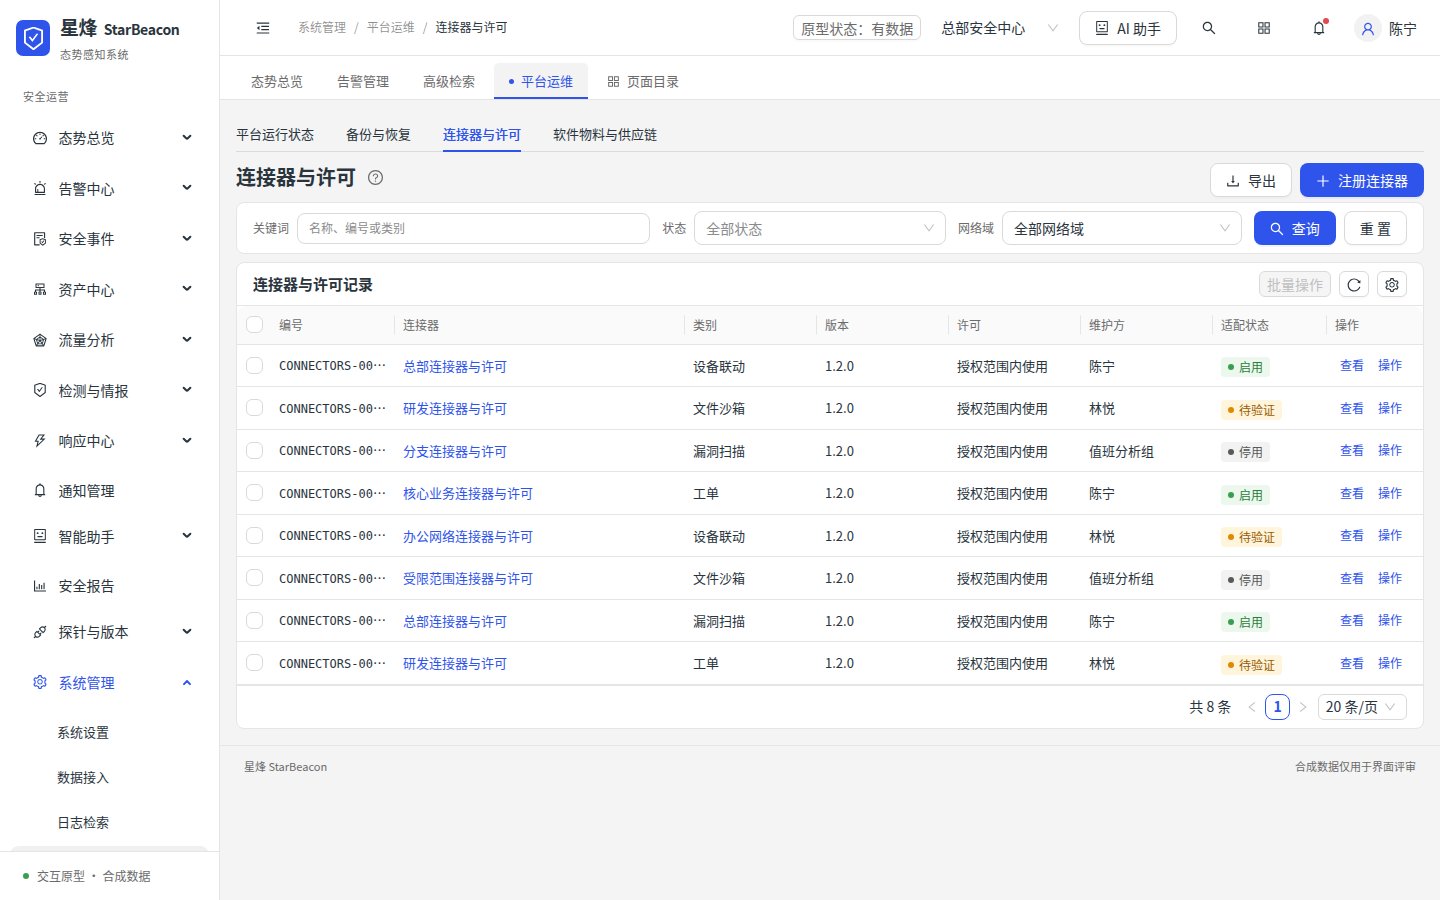 星烽 StarBeacon
态势感知系统
安全运营
态势总览
告警中心
安全事件
资产中心
流量分析
检测与情报
响应中心
通知管理
智能助手
安全报告
探针与版本
系统管理
系统设置
数据接入
日志检索
交互原型 · 合成数据
系统管理 / 平台运维 / 连接器与许可
原型状态：有数据
总部安全中心
AI 助手
陈宁
态势总览 告警管理 高级检索 平台运维 页面目录
平台运行状态 备份与恢复 连接器与许可 软件物料与供应链
连接器与许可
导出
注册连接器
关键词 名称、编号或类别 状态 全部状态 网络域 全部网络域 查询 重 置
连接器与许可记录
批量操作
编号 连接器 类别 版本 许可 维护方 适配状态 操作
CONNECTORS-00··· 总部连接器与许可 设备联动 1.2.0 授权范围内使用 陈宁 启用 查看 操作
CONNECTORS-00··· 研发连接器与许可 文件沙箱 1.2.0 授权范围内使用 林悦 待验证 查看 操作
CONNECTORS-00··· 分支连接器与许可 漏洞扫描 1.2.0 授权范围内使用 值班分析组 停用 查看 操作
CONNECTORS-00··· 核心业务连接器与许可 工单 1.2.0 授权范围内使用 陈宁 启用 查看 操作
CONNECTORS-00··· 办公网络连接器与许可 设备联动 1.2.0 授权范围内使用 林悦 待验证 查看 操作
CONNECTORS-00··· 受限范围连接器与许可 文件沙箱 1.2.0 授权范围内使用 值班分析组 停用 查看 操作
CONNECTORS-00··· 总部连接器与许可 漏洞扫描 1.2.0 授权范围内使用 陈宁 启用 查看 操作
CONNECTORS-00··· 研发连接器与许可 工单 1.2.0 授权范围内使用 林悦 待验证 查看 操作
共 8 条 1 20 条/页
星烽 StarBeacon
合成数据仅用于界面评审